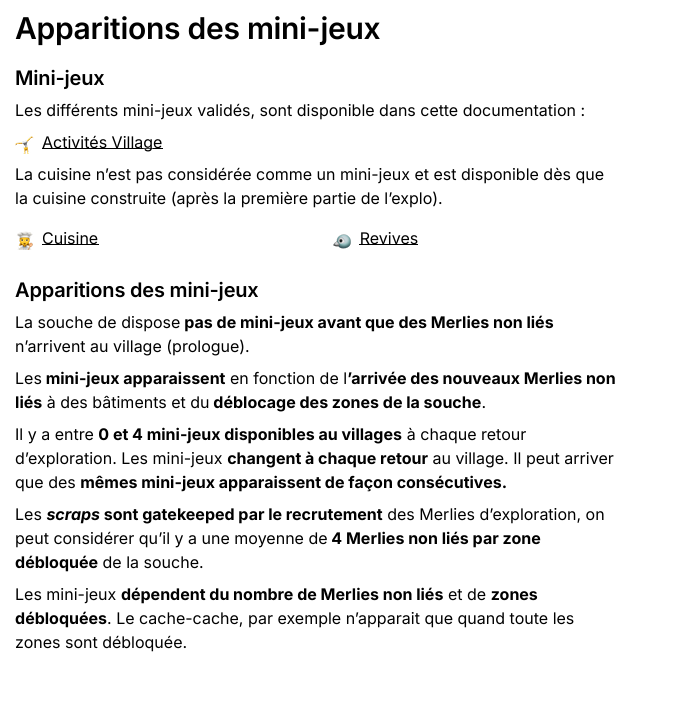 Apparitions des mini-jeux
Mini-jeux
Les différents mini-jeux validés, sont disponible dans cette documentation :
Activités Village
La cuisine n'est pas considérée comme un mini-jeux et est disponible dès que
la cuisine construite (après la première partie de l'explo).
Cuisine
Revives
Apparitions des mini-jeux
La souche de dispose pas de mini-jeux avant que des Merlies non liés
n'arrivent au village (prologue).
Les mini-jeux apparaissent en fonction de l'arrivée des nouveaux Merlies non
liés à des bâtiments et du déblocage des zones de la souche.
Il y a entre 0 et 4 mini-jeux disponibles au villages à chaque retour
d'exploration. Les mini-jeux changent à chaque retour au village. Il peut arriver
que des mêmes mini-jeux apparaissent de façon consécutives.
Les scraps sont gatekeeped par le recrutement des Merlies d'exploration, on
peut considérer qu'il y a une moyenne de 4 Merlies non liés par zone
débloquée de la souche.
Les mini-jeux dépendent du nombre de Merlies non liés et de zones
débloquées. Le cache-cache, par exemple n'apparait que quand toute les
zones sont débloquée.